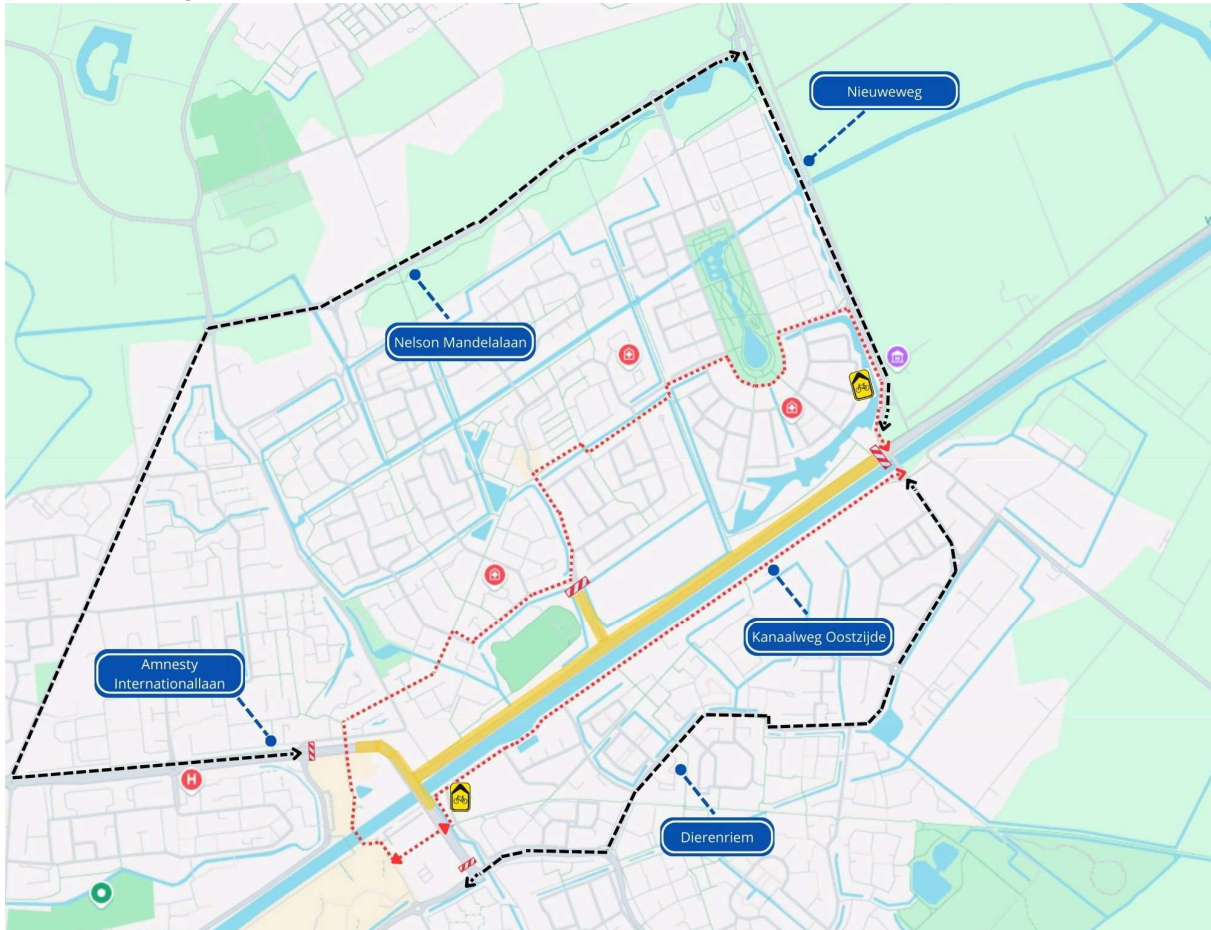 Nieuweweg
Nelson Mandelalaan
Kanaalweg Oostzijde
Amnesty
Internationallaan
H
Dierenriem